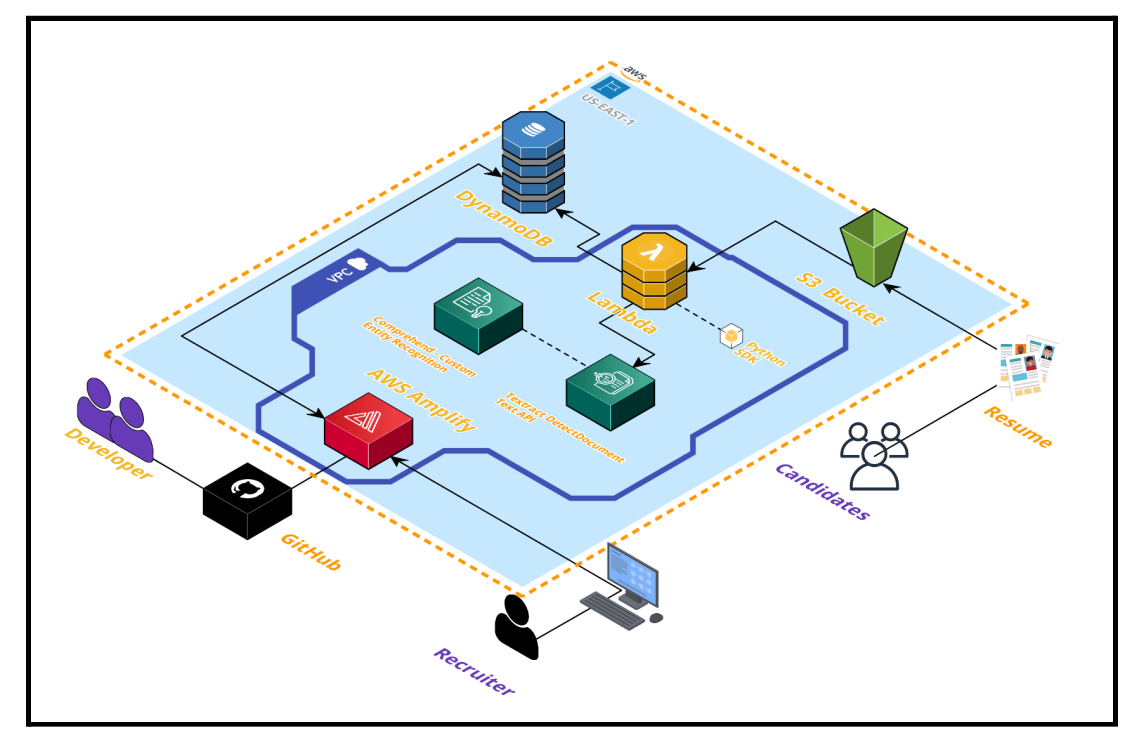 aws
US-EAST-1
DynamoDB
VPC
Lambda
S3 Bucket
Python
SDK
Comprehend - Custom
Entity Recognition
Textract DetectDocument
Text API
AWS Amplify
Resume
Developer
Candidates
GitHub
Recruiter